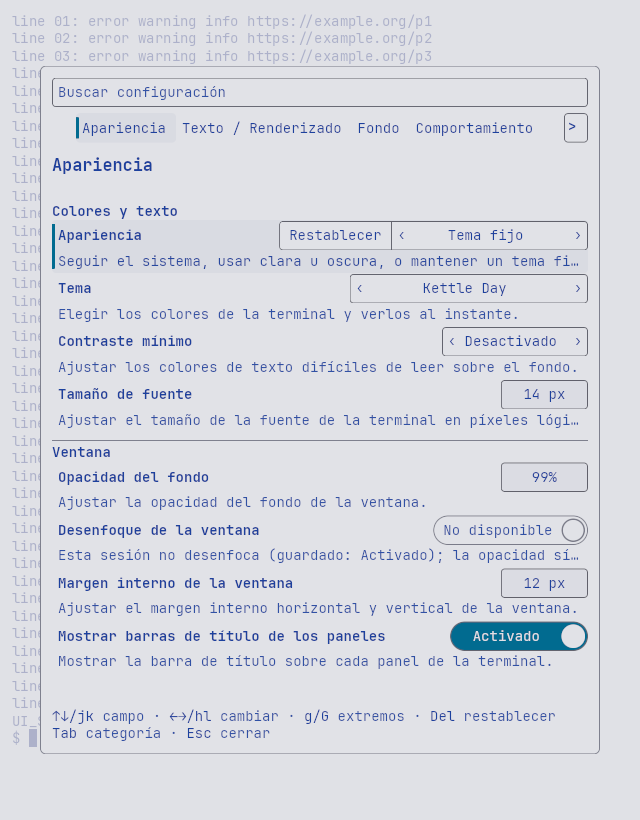 line 01: error warning info https://example.org/p1
line 02: error warning info https://example.org/p2
line 03: error warning info https://example.org/p3
line
Buscar configuración
Apariencia Texto / Renderizado Fondo Comportamiento >
Apariencia
Colores y texto
Apariencia Restablecer ‹ Tema fijo ›
Seguir el sistema, usar clara u oscura, o mantener un tema fi…
Tema ‹ Kettle Day ›
Elegir los colores de la terminal y verlos al instante.
Contraste mínimo ‹ Desactivado ›
Ajustar los colores de texto difíciles de leer sobre el fondo.
Tamaño de fuente 14 px
Ajustar el tamaño de la fuente de la terminal en píxeles lógi…
Ventana
Opacidad del fondo 99%
Ajustar la opacidad del fondo de la ventana.
Desenfoque de la ventana No disponible
Esta sesión no desenfoca (guardado: Activado); la opacidad sí…
Margen interno de la ventana 12 px
Ajustar el margen interno horizontal y vertical de la ventana.
Mostrar barras de título de los paneles Activado
Mostrar la barra de título sobre cada panel de la terminal.
↑↓/jk campo · ↔/hl cambiar · g/G extremos · Del restablecer
Tab categoría · Esc cerrar
$